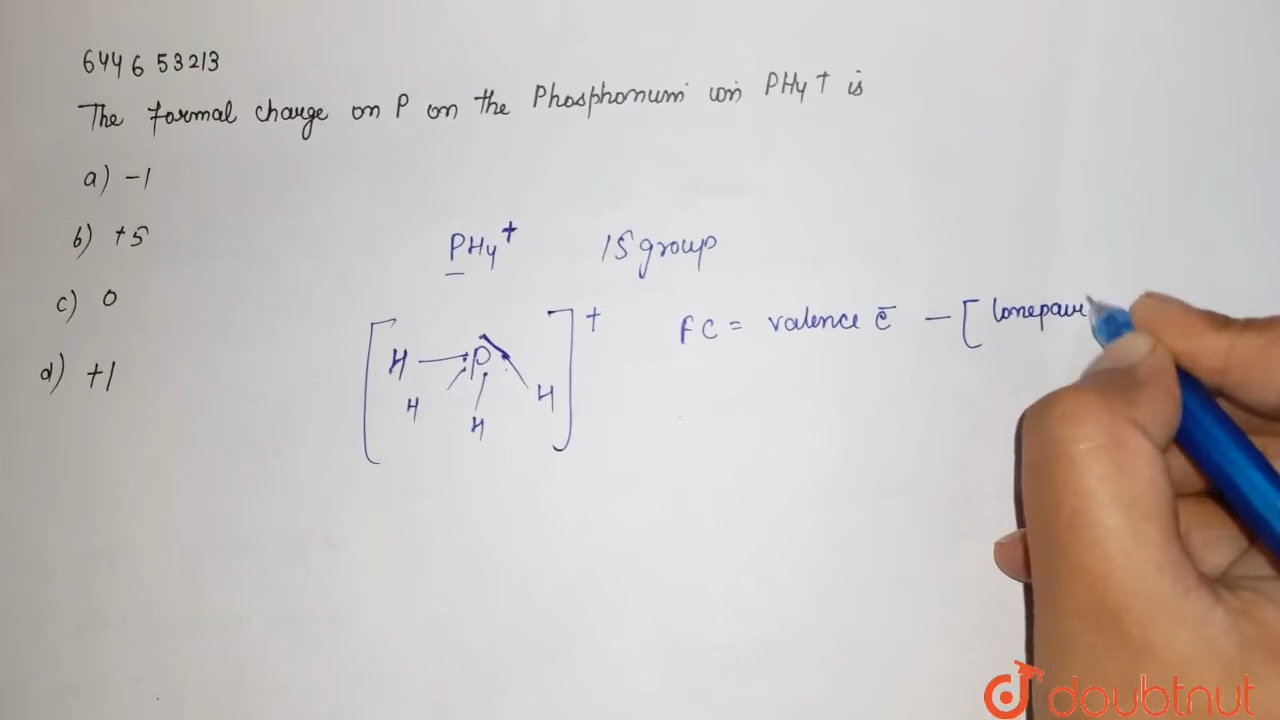 6446 53213
The formal charge on P on the Phosphonum ion PH4+ is
a) -1
b) +5
c) 0
d) +1
PH4+ 15 group
FC = valence e̅ - [lonepair
[H P H H H]+
doubtnut